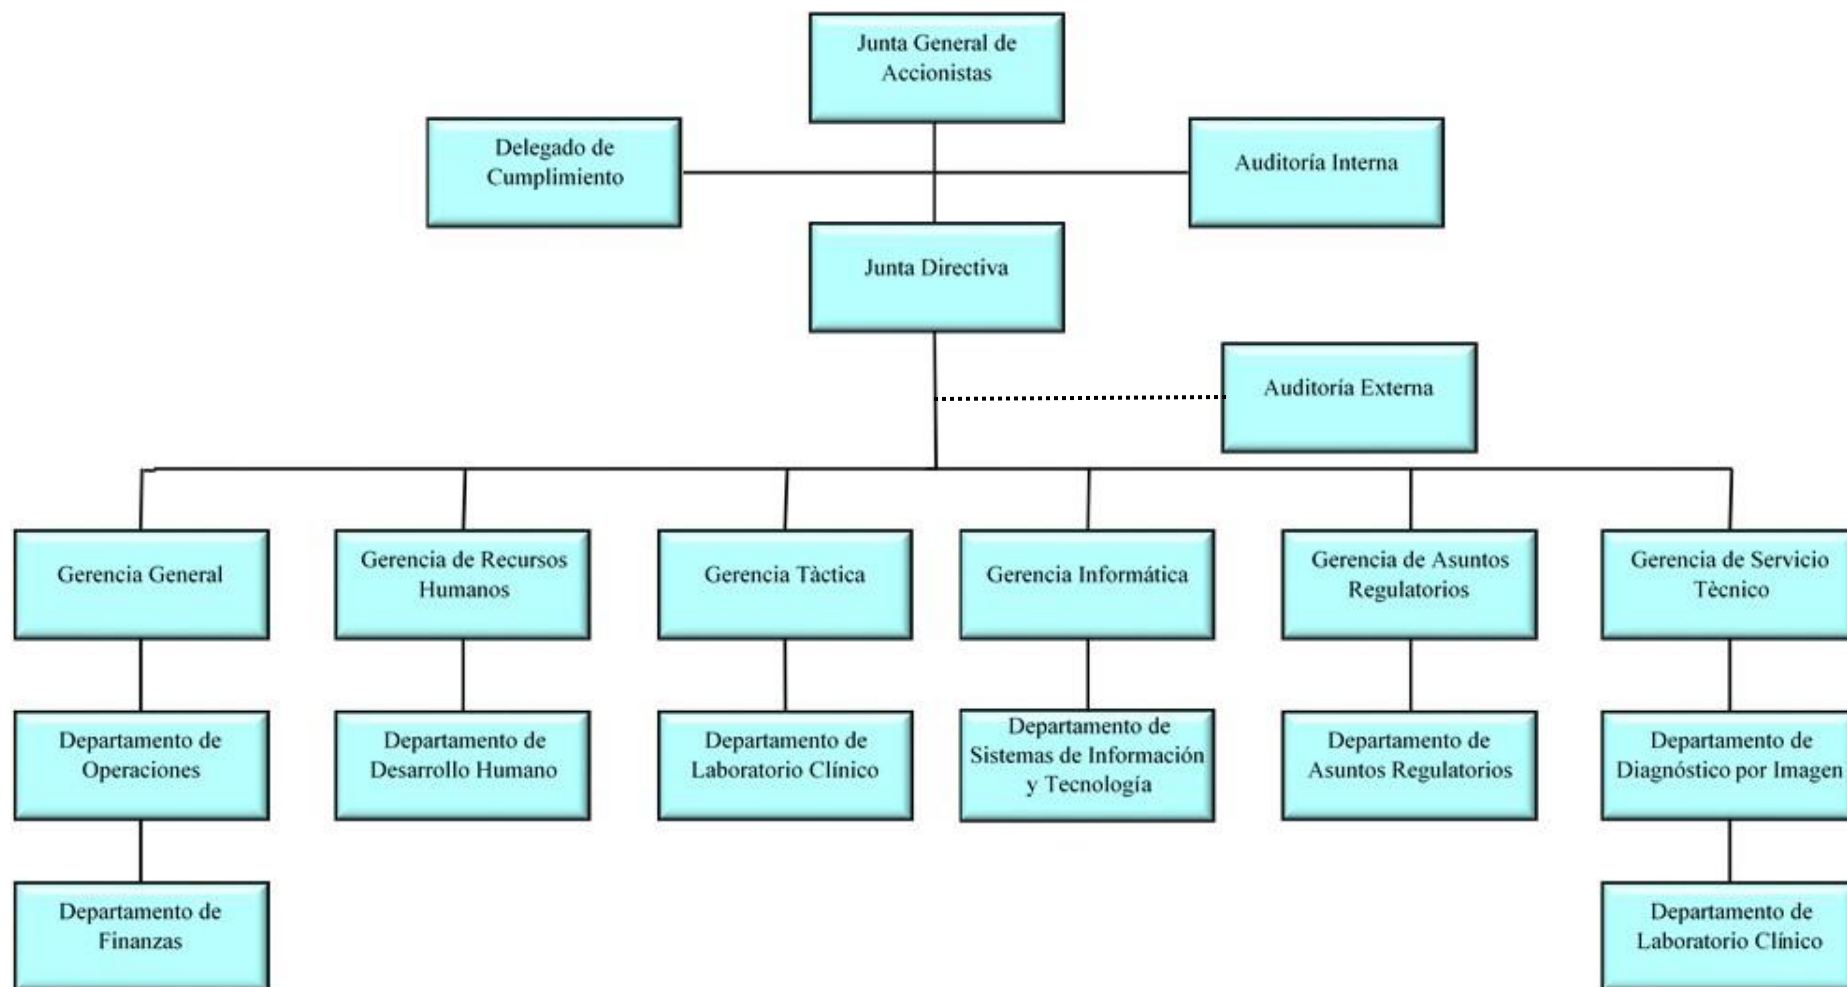 Junta General de
Accionistas
Delegado de
Cumplimiento
Auditoría Interna
Junta Directiva
Auditoría Externa
Gerencia General
Gerencia de Recursos
Humanos
Gerencia Tàctica
Gerencia Informática
Gerencia de Asuntos
Regulatorios
Gerencia de Servicio
Tècnico
Departamento de
Operaciones
Departamento de
Desarrollo Humano
Departamento de
Laboratorio Clínico
Departamento de
Sistemas de Información
y Tecnología
Departamento de
Asuntos Regulatorios
Departamento de
Diagnóstico por Imagen
Departamento de
Finanzas
Departamento de
Laboratorio Clínico